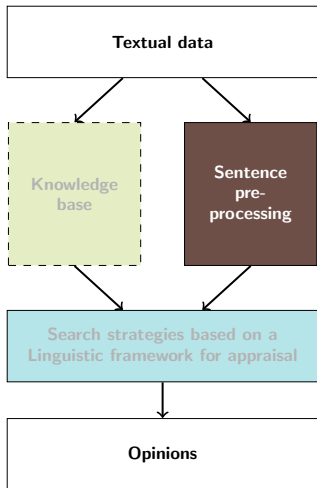 Textual data
Knowledge
base
Sentence
pre-
processing
Search strategies based on a
Linguistic framework for appraisal
Opinions